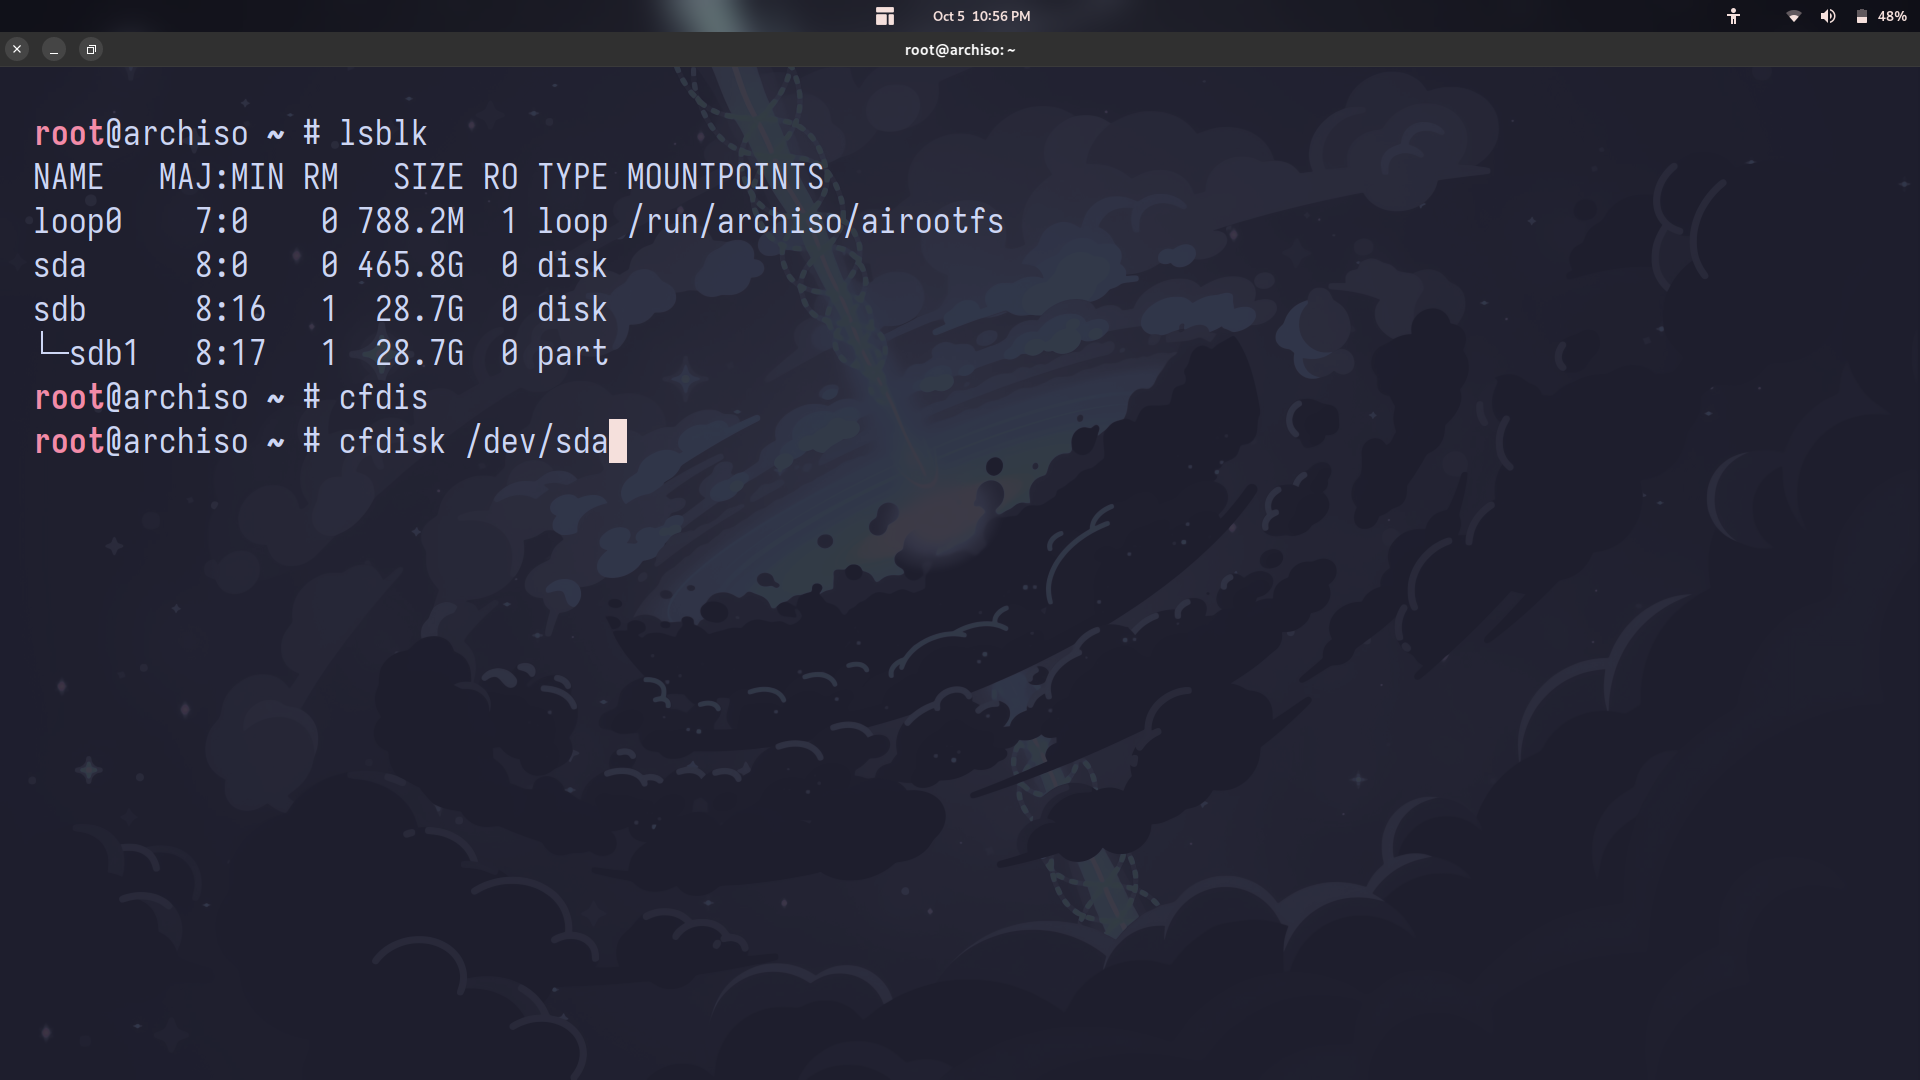 Oct 5 10:56 PM
48%
root@archiso: ~
root@archiso ~ # lsblk
NAME   MAJ:MIN RM   SIZE RO TYPE MOUNTPOINTS
loop0    7:0    0 788.2M  1 loop /run/archiso/airootfs
sda      8:0    0 465.8G  0 disk
sdb      8:16   1  28.7G  0 disk
└─sdb1   8:17   1  28.7G  0 part
root@archiso ~ # cfdis
root@archiso ~ # cfdisk /dev/sda